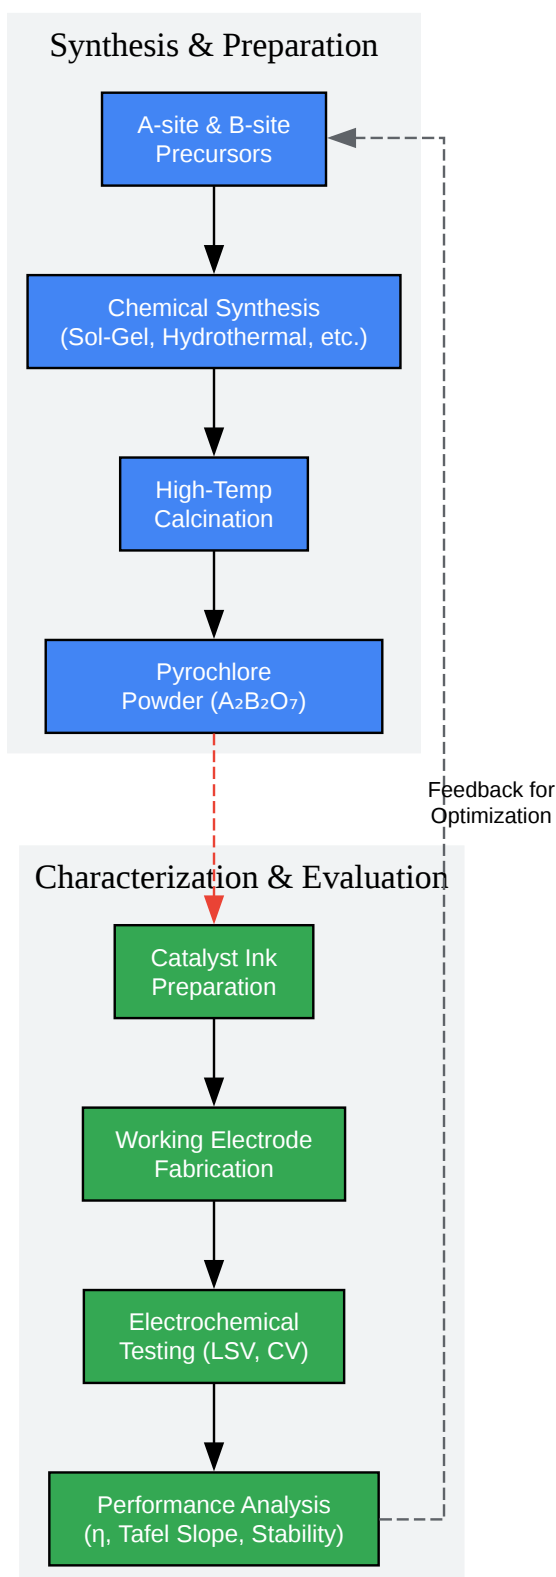 Synthesis & Preparation
A-site & B-site
Precursors
Chemical Synthesis
(Sol-Gel, Hydrothermal, etc.)
High-Temp
Calcination
Pyrochlore
Powder (A₂B₂O₇)
Feedback for
Optimization
Characterization & Evaluation
Catalyst Ink
Preparation
Working Electrode
Fabrication
Electrochemical
Testing (LSV, CV)
Performance Analysis
(η, Tafel Slope, Stability)